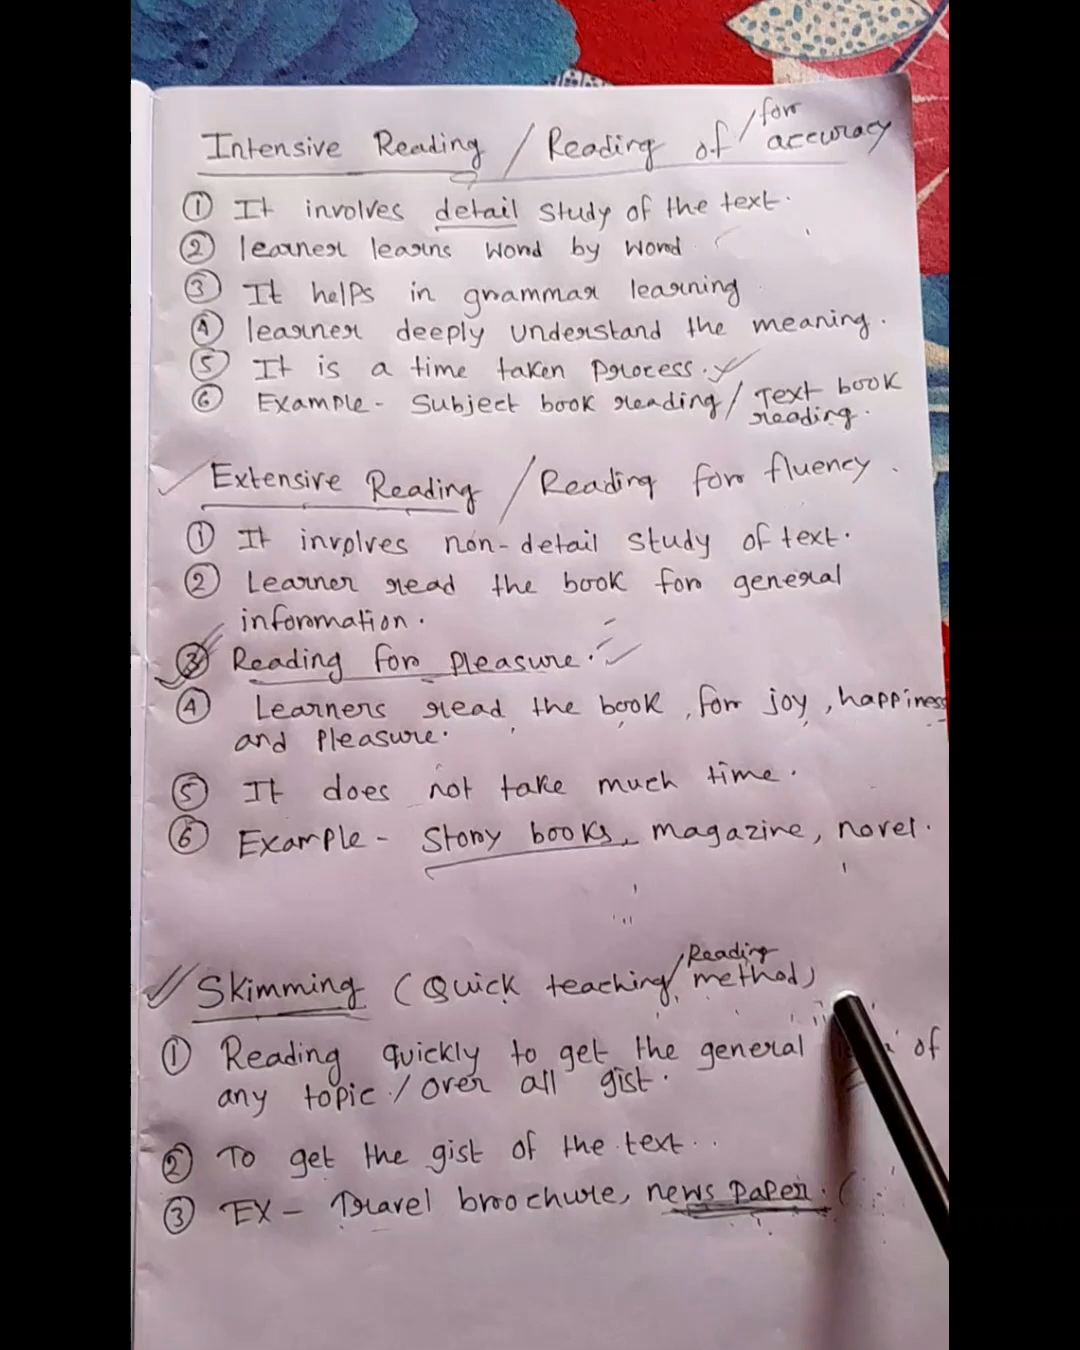 Intensive Reading / Reading of / for accuracy
① It involves detail study of the text.
② learner learns word by word
③ It helps in grammar learning
④ learner deeply understand the meaning.
⑤ It is a time taken process.
⑥ Example - Subject book reading / Text book
reading.
Extensive Reading / Reading for fluency.
① It involves non-detail study of text.
② Learner read the book for general
information.
③ Reading for pleasure.
④ Learners read the book, for joy, happiness
and pleasure.
⑤ It does not take much time.
⑥ Example - Story books, magazine, novel.
Skimming (Quick teaching / Reading method)
① Reading quickly to get the general of
any topic / over all gist.
② To get the gist of the text.
③ EX - Travel broochure, news paper.